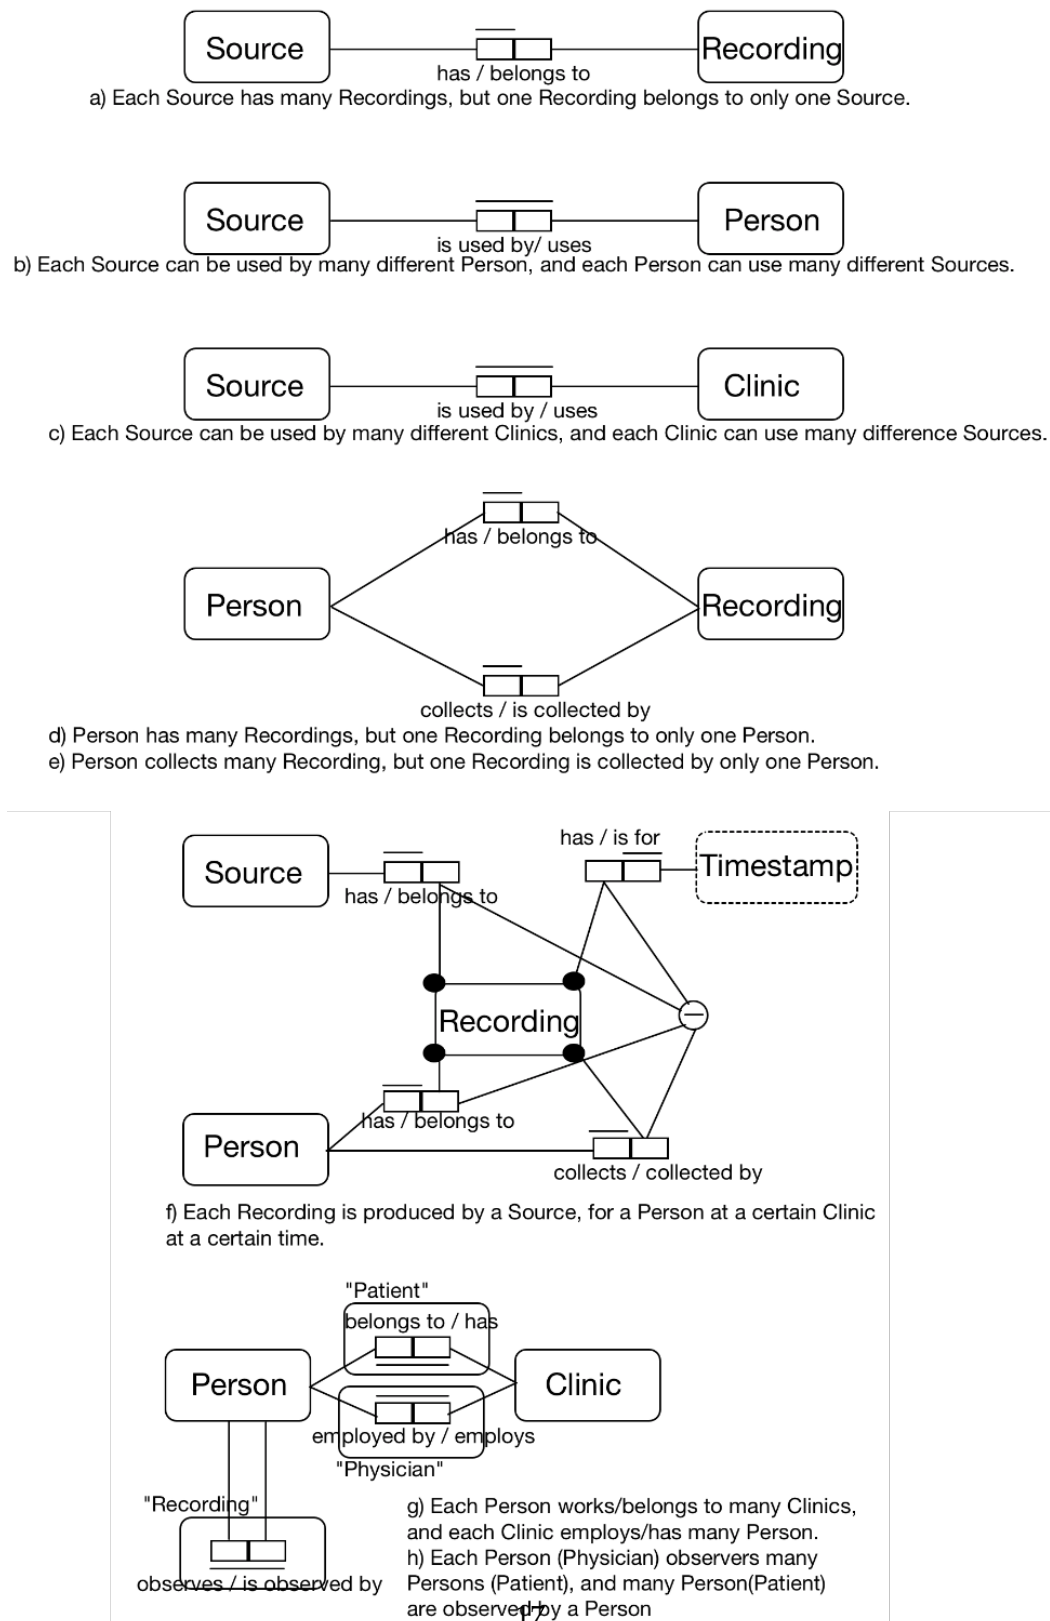 Source
Recording
has / belongs to
a) Each Source has many Recordings, but one Recording belongs to only one Source.
Source
Person
is used by/ uses
b) Each Source can be used by many different Person, and each Person can use many different Sources.
Source
Clinic
is used by / uses
c) Each Source can be used by many different Clinics, and each Clinic can use many difference Sources.
has / belongs to
Person
Recording
collects / is collected by
d) Person has many Recordings, but one Recording belongs to only one Person.
e) Person collects many Recording, but one Recording is collected by only one Person.
has / is for
Source
Timestamp
has / belongs to
Recording
has / belongs to
Person
collects / collected by
f) Each Recording is produced by a Source, for a Person at a certain Clinic
at a certain time.
"Patient"
belongs to / has
Person
Clinic
employed by / employs
"Physician"
"Recording"
observes / is observed by
g) Each Person works/belongs to many Clinics,
and each Clinic employs/has many Person.
h) Each Person (Physician) observers many
Persons (Patient), and many Person(Patient)
are observed by a Person
17